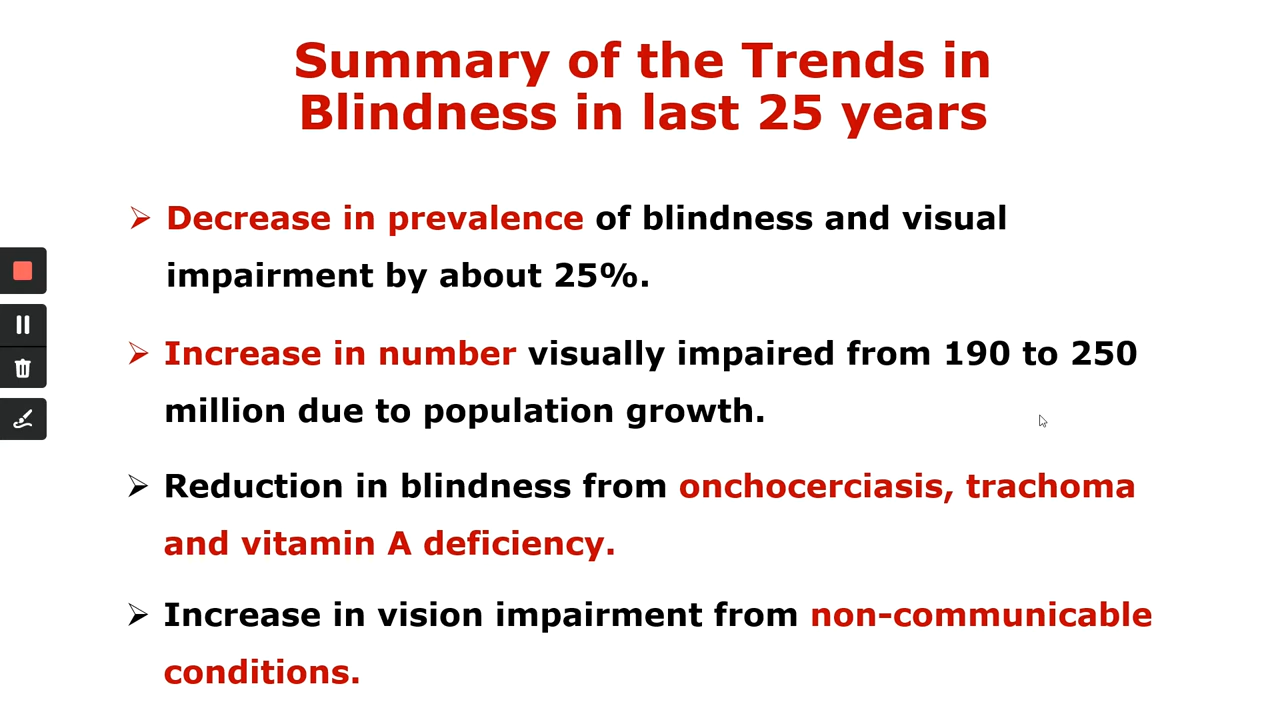 Summary of the Trends in
Blindness in last 25 years
➢ Decrease in prevalence of blindness and visual
impairment by about 25%.
➢ Increase in number visually impaired from 190 to 250
million due to population growth.
➢ Reduction in blindness from onchocerciasis, trachoma
and vitamin A deficiency.
➢ Increase in vision impairment from non-communicable
conditions.